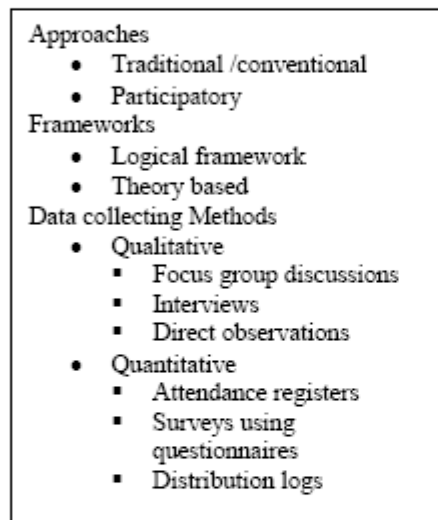 Approaches
● Traditional /conventional
● Participatory
Frameworks
● Logical framework
● Theory based
Data collecting Methods
● Qualitative
▪ Focus group discussions
▪ Interviews
▪ Direct observations
● Quantitative
▪ Attendance registers
▪ Surveys using
questionnaires
▪ Distribution logs